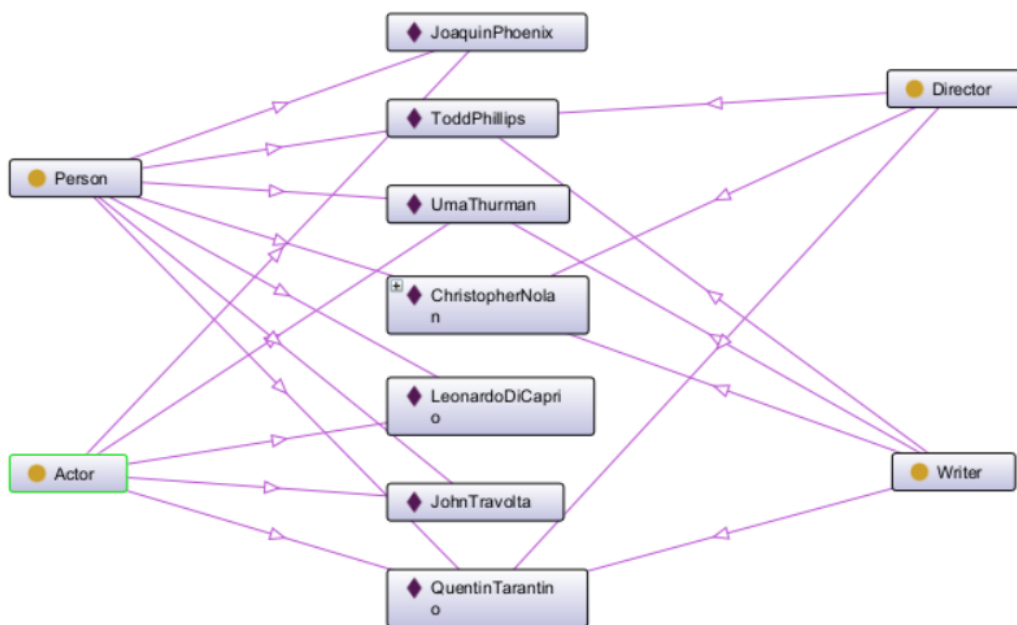 JoaquinPhoenix
Director
ToddPhillips
Person
UmaThurman
ChristopherNola
n
LeonardoDiCapri
o
Actor
Writer
JohnTravolta
QuentinTarantin
o